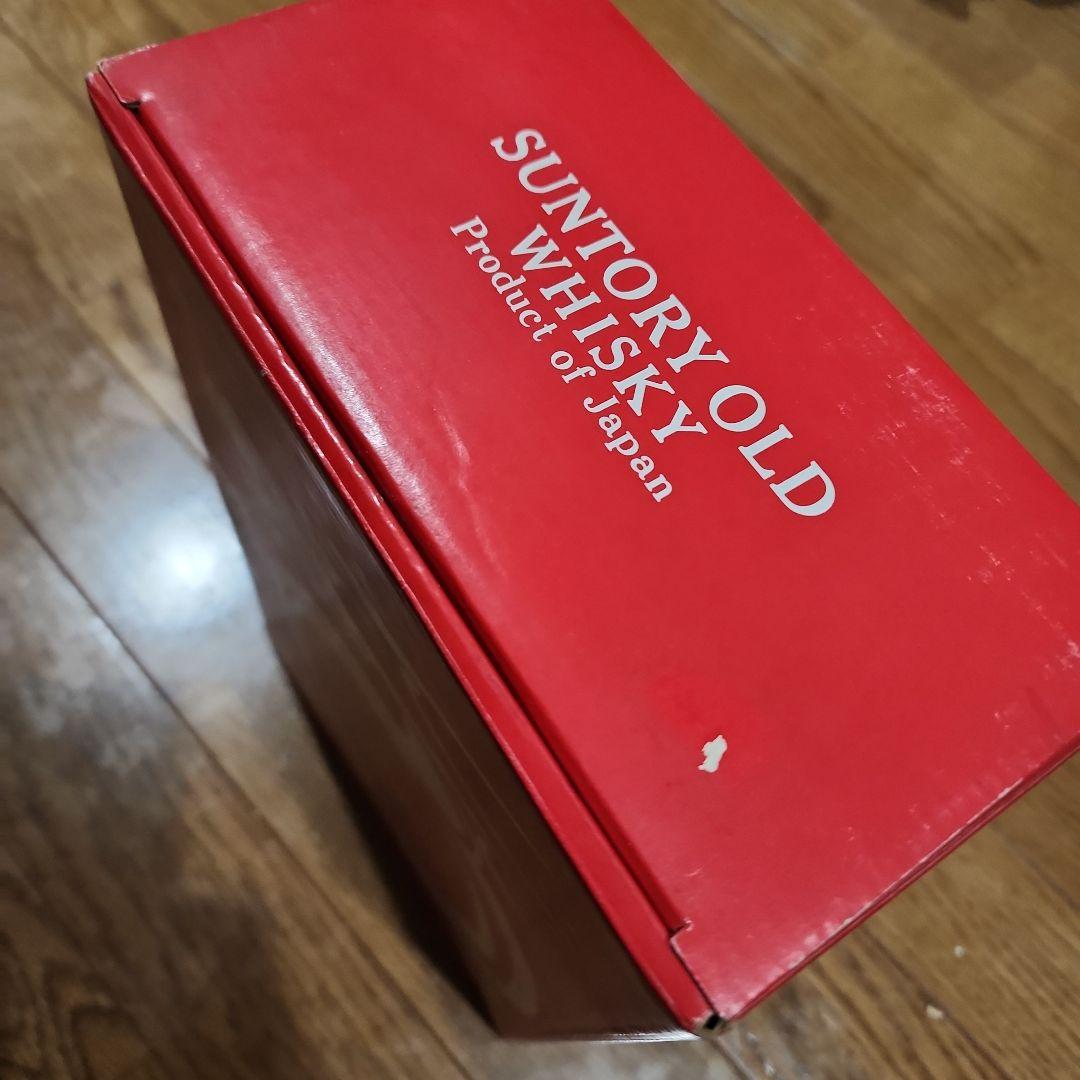 SUNTORY OLD
WHISKY
Product of Japan